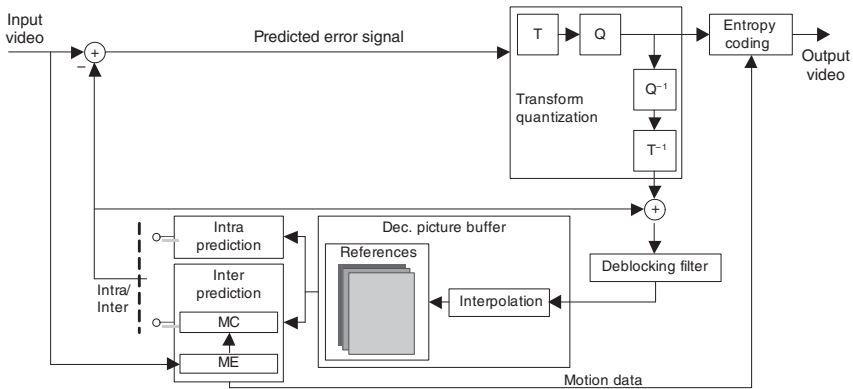 Input
video
+
−
Predicted error signal
T
Q
Q⁻¹
T⁻¹
Transform
quantization
Entropy
coding
Output
video
+
Intra
prediction
Dec. picture buffer
References
Deblocking filter
Inter
prediction
Interpolation
Intra/
Inter
MC
ME
Motion data